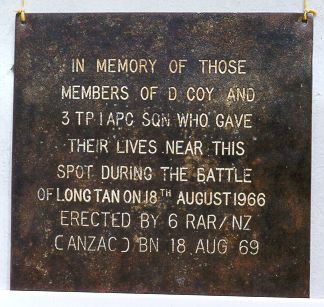 IN MEMORY OF THOSE
MEMBERS OF D COY AND
3 TP 1 APC SQN WHO GAVE
THEIR LIVES NEAR THIS
SPOT DURING THE BATTLE
OF LONG TAN ON 18TH AUGUST 1966
ERECTED BY 6 RAR/NZ
(ANZAC) BN 18 AUG 69